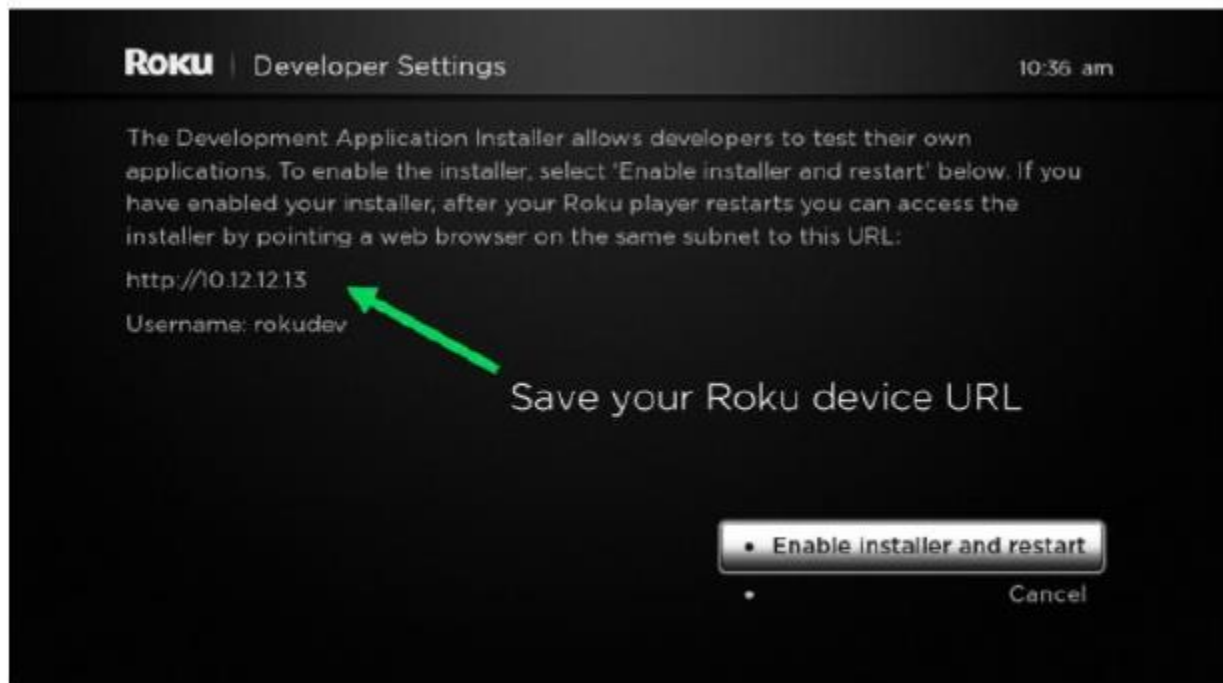 Roku | Developer Settings
10:36 am
The Development Application Installer allows developers to test their own
applications. To enable the installer, select 'Enable installer and restart' below. If you
have enabled your installer, after your Roku player restarts you can access the
installer by pointing a web browser on the same subnet to this URL:
http://10.12.12.13
Username: rokudev
Save your Roku device URL
• Enable installer and restart
• Cancel